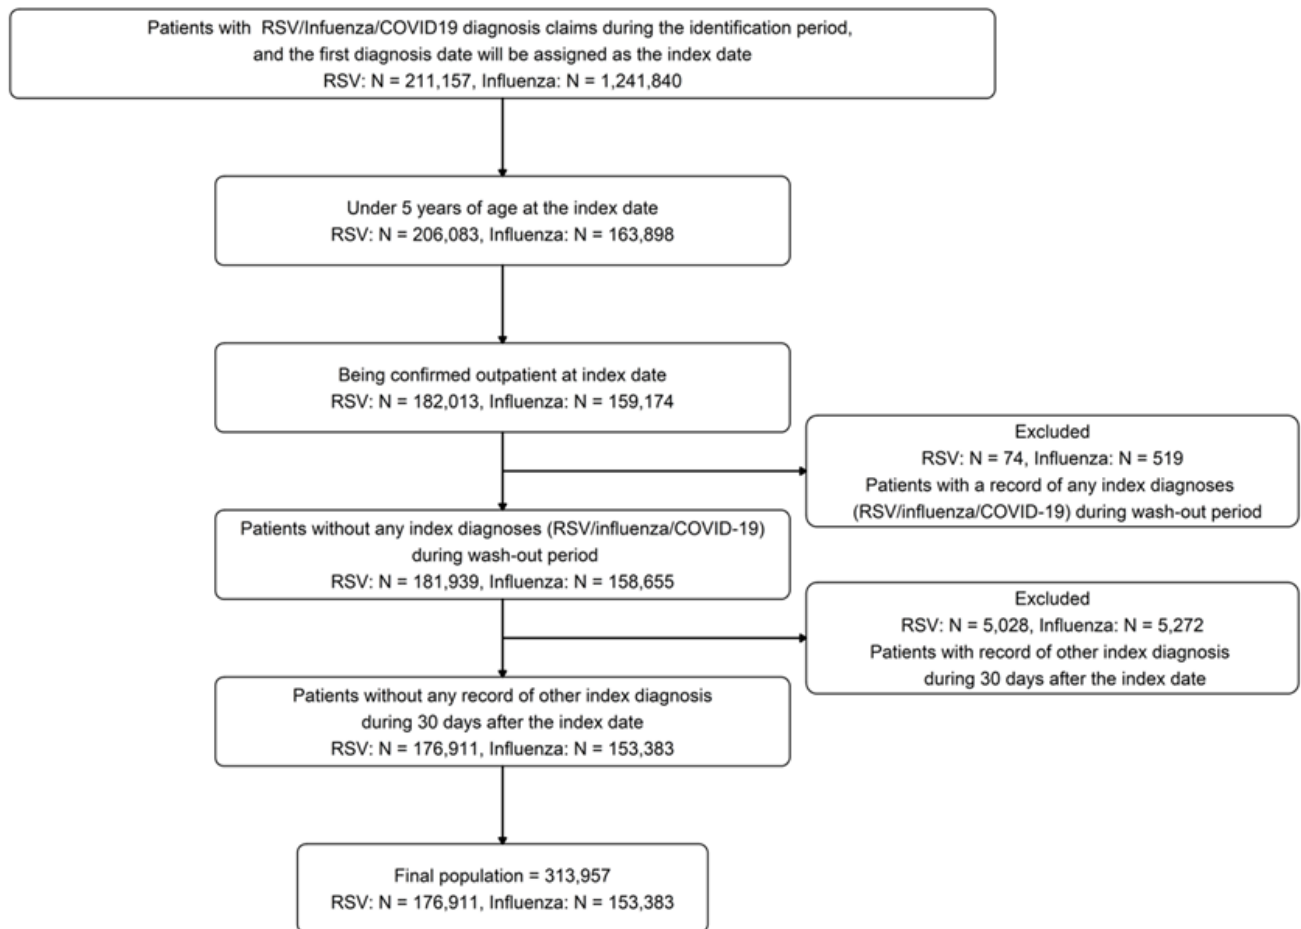 Patients with RSV/Infuenza/COVID19 diagnosis claims during the identification period,
and the first diagnosis date will be assigned as the index date
RSV: N = 211,157, Influenza: N = 1,241,840
Under 5 years of age at the index date
RSV: N = 206,083, Influenza: N = 163,898
Being confirmed outpatient at index date
RSV: N = 182,013, Influenza: N = 159,174
Excluded
RSV: N = 74, Influenza: N = 519
Patients with a record of any index diagnoses
(RSV/influenza/COVID-19) during wash-out period
Patients without any index diagnoses (RSV/influenza/COVID-19)
during wash-out period
RSV: N = 181,939, Influenza: N = 158,655
Excluded
RSV: N = 5,028, Influenza: N = 5,272
Patients with record of other index diagnosis
during 30 days after the index date
Patients without any record of other index diagnosis
during 30 days after the index date
RSV: N = 176,911, Influenza: N = 153,383
Final population = 313,957
RSV: N = 176,911, Influenza: N = 153,383